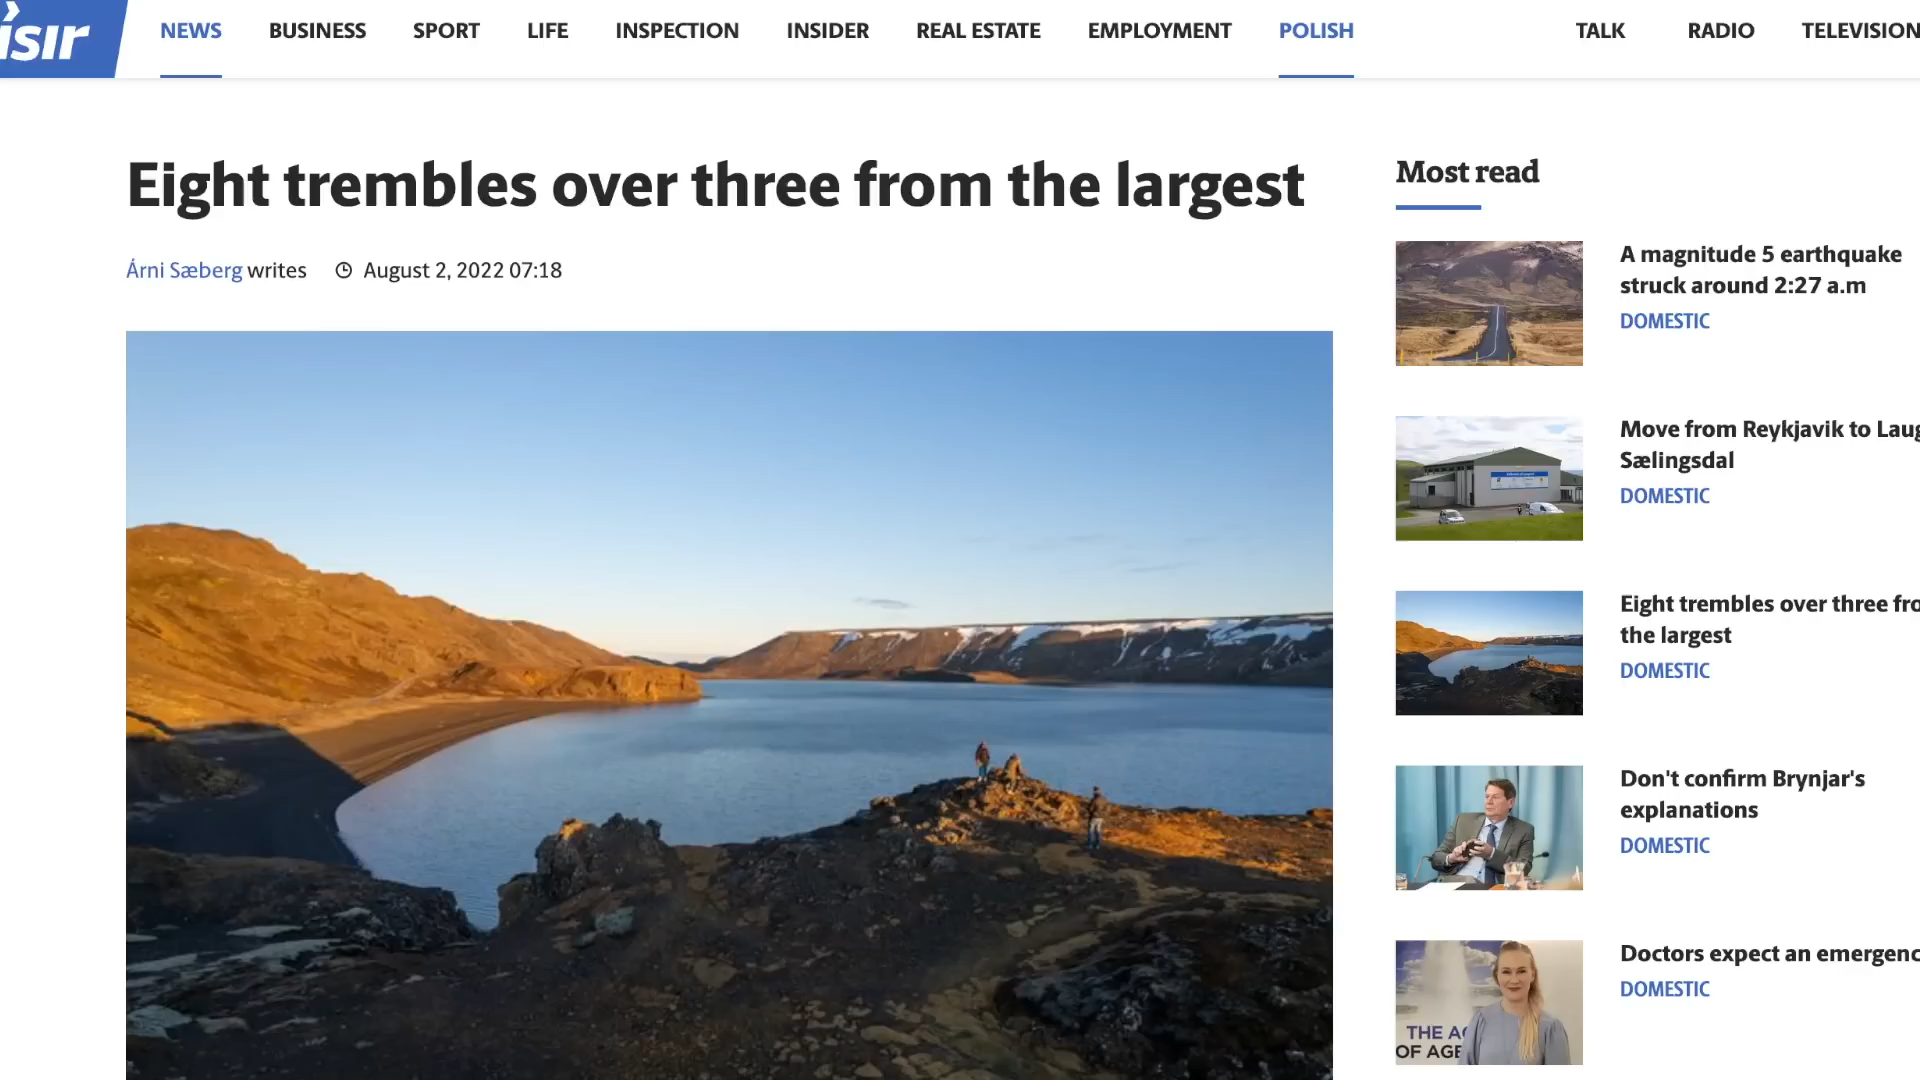 ísır
NEWS BUSINESS SPORT LIFE INSPECTION INSIDER REAL ESTATE EMPLOYMENT POLISH TALK RADIO TELEVISION
Eight trembles over three from the largest
Árni Sæberg writes August 2, 2022 07:18
Most read
A magnitude 5 earthquake
struck around 2:27 a.m
DOMESTIC
Move from Reykjavik to Laug
Sælingsdal
DOMESTIC
Eight trembles over three fro
the largest
DOMESTIC
Don't confirm Brynjar's
explanations
DOMESTIC
Doctors expect an emergenc
DOMESTIC
THE AG
OF AGE